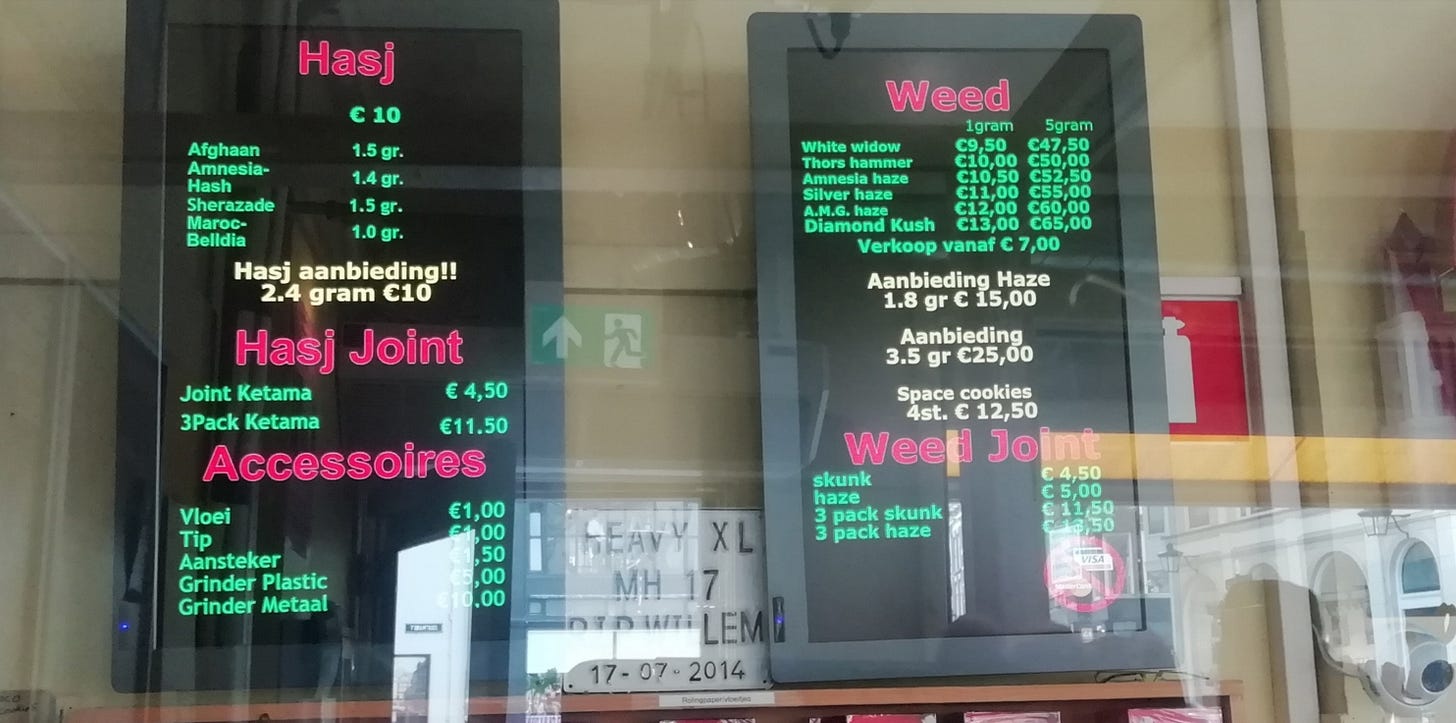 Hasj
€ 10
Afghaan 1.5 gr.
Amnesia-
Hash 1.4 gr.
Sherazade 1.5 gr.
Maroc-
Belldia 1.0 gr.
Hasj aanbieding!!
2.4 gram €10
Hasj Joint
Joint Ketama € 4,50
3Pack Ketama €11.50
Accessoires
Vloei €1,00
Tip €1,00
Aansteker €1,50
Grinder Plastic €5,00
Grinder Metaal €10,00
Weed
1gram 5gram
White widow €9,50 €47,50
Thors hammer €10,00 €50,00
Amnesia haze €10,50 €52,50
Silver haze €11,00 €55,00
A.M.G. haze €12,00 €60,00
Diamond Kush €13,00 €65,00
Verkoop vanaf € 7,00
Aanbieding Haze
1.8 gr € 15,00
Aanbieding
3.5 gr €25,00
Space cookies
4st. € 12,50
Weed Joint
skunk € 4,50
haze € 5,00
3 pack skunk € 11,50
3 pack haze € 13,50
VISA
MasterCard
HEAVY XL
MH 17
RIP WILLEM
17-07-2014